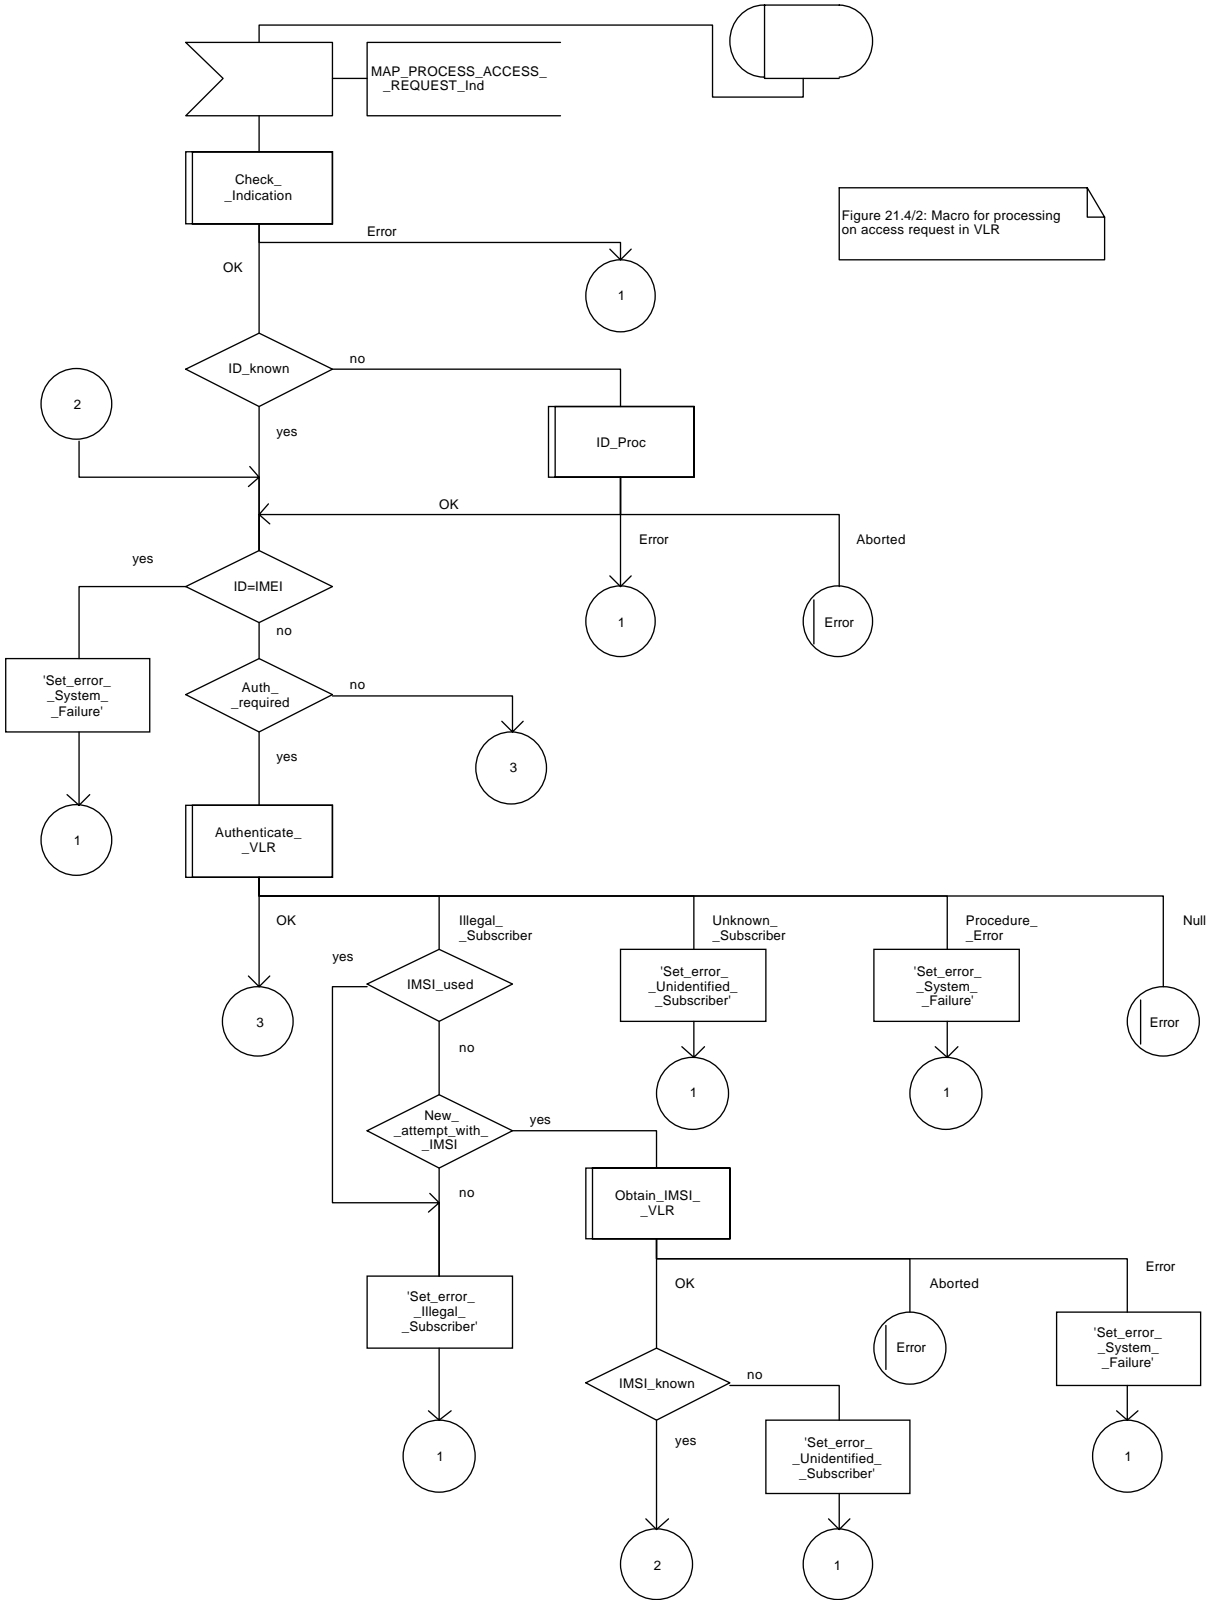 MAP_PROCESS_ACCESS_
_REQUEST_Ind
Check_
_Indication
Figure 21.4/2: Macro for processing
on access request in VLR
Error
OK
1
ID_known
no
2
yes
ID_Proc
OK
Error
Aborted
yes
ID=IMEI
no
1
Error
'Set_error_
_System_
_Failure'
Auth_
_required
no
yes
3
1
Authenticate_
_VLR
OK
Illegal_
_Subscriber
Unknown_
_Subscriber
Procedure_
_Error
Null
yes
IMSI_used
'Set_error_
_Unidentified_
_Subscriber'
'Set_error_
_System_
_Failure'
3
Error
no
1
1
New_
_attempt_with_
_IMSI
yes
no
Obtain_IMSI_
_VLR
OK
Aborted
Error
'Set_error_
_Illegal_
_Subscriber'
Error
'Set_error_
_System_
_Failure'
IMSI_known
no
yes
1
'Set_error_
_Unidentified_
_Subscriber'
1
2
1